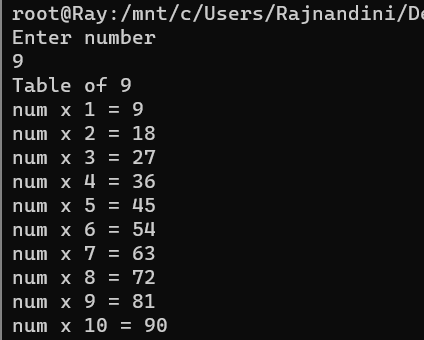 root@Ray:/mnt/c/Users/Rajnandini/De
Enter number
9
Table of 9
num x 1 = 9
num x 2 = 18
num x 3 = 27
num x 4 = 36
num x 5 = 45
num x 6 = 54
num x 7 = 63
num x 8 = 72
num x 9 = 81
num x 10 = 90